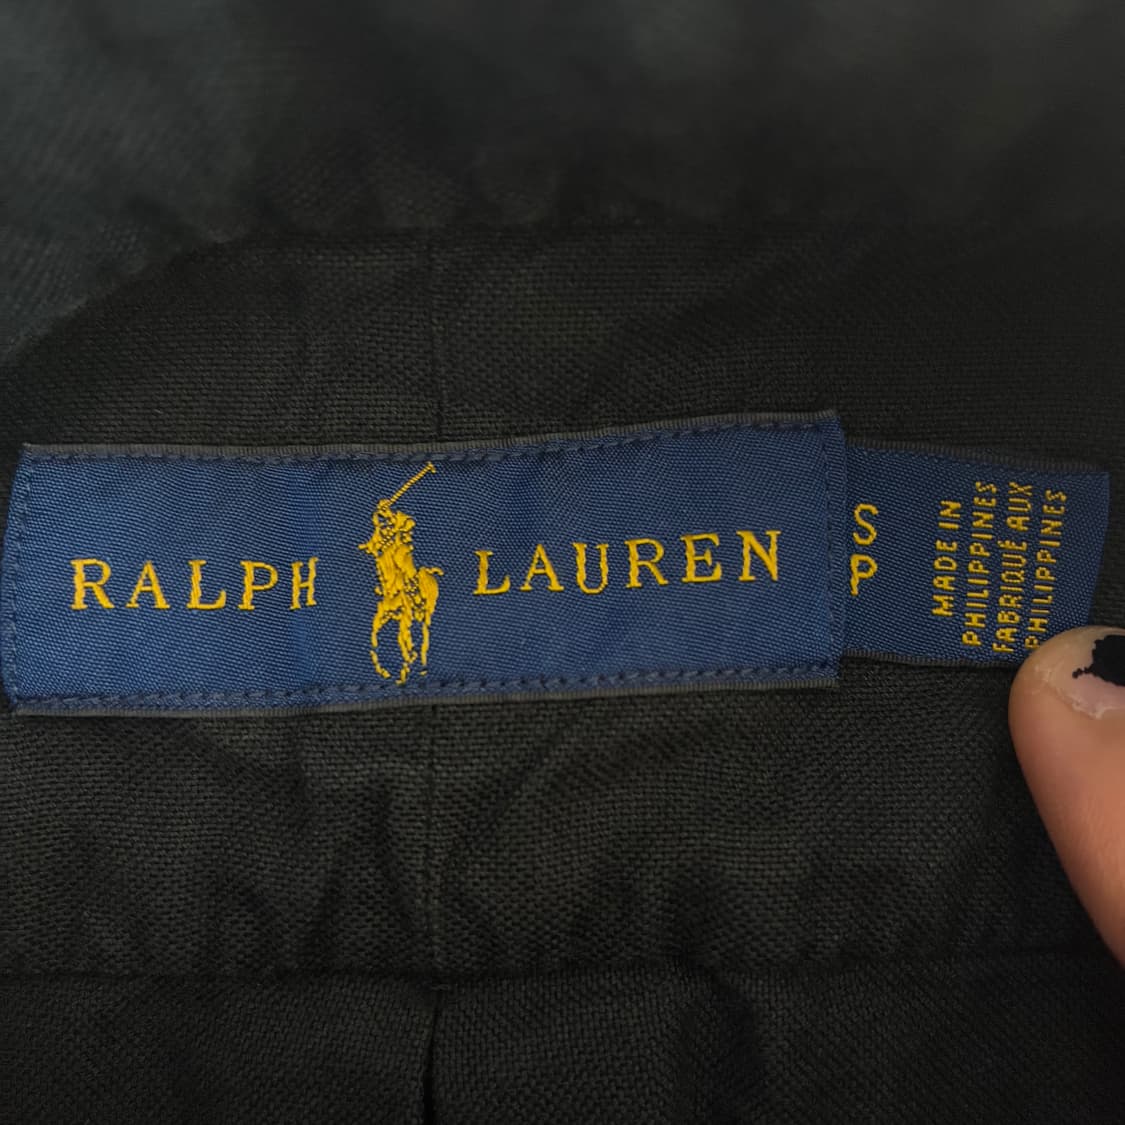 RALPH LAUREN
S
P
MADE IN
PHILIPPINES
FABRIQUÉ AUX
PHILIPPINES